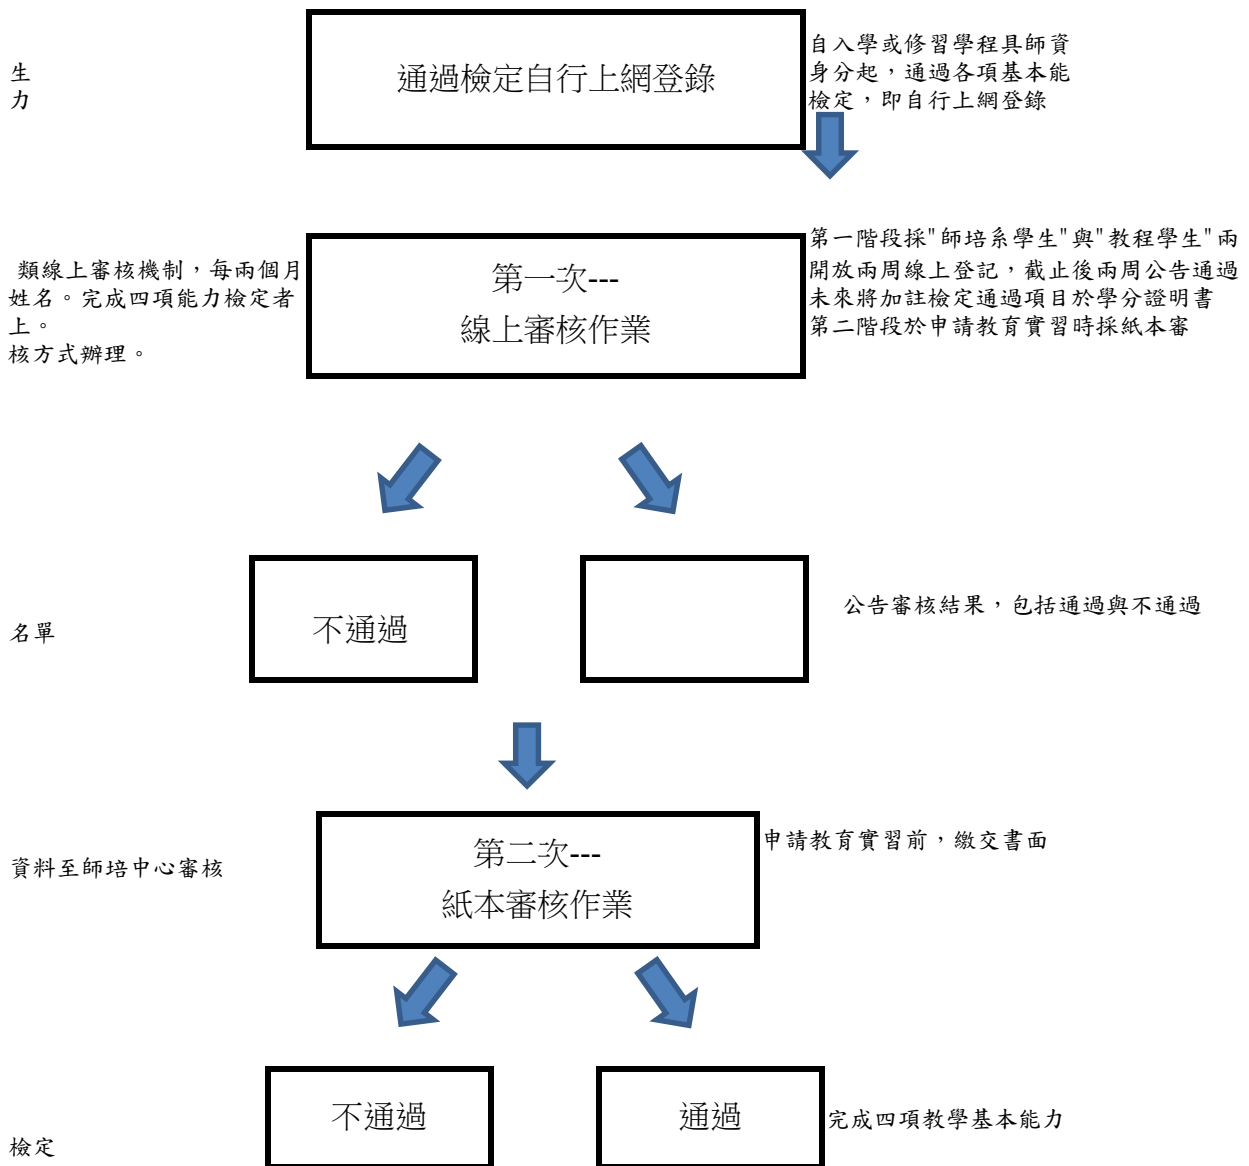 自入學或修習學程具師資
生
身分起，通過各項基本能
力
檢定，即自行上網登錄
通過檢定自行上網登錄
第一階段採"師培系學生"與"教程學生"兩
類線上審核機制，每兩個月
開放兩周線上登記，截止後兩周公告通過
姓名。完成四項能力檢定者
未來將加註檢定通過項目於學分證明書
上。
第二階段於申請教育實習時採紙本審
核方式辦理。
第一次---
線上審核作業
不通過
公告審核結果，包括通過與不通過
名單
第二次---
紙本審核作業
申請教育實習前，繳交書面
資料至師培中心審核
不通過
通過
完成四項教學基本能力
檢定